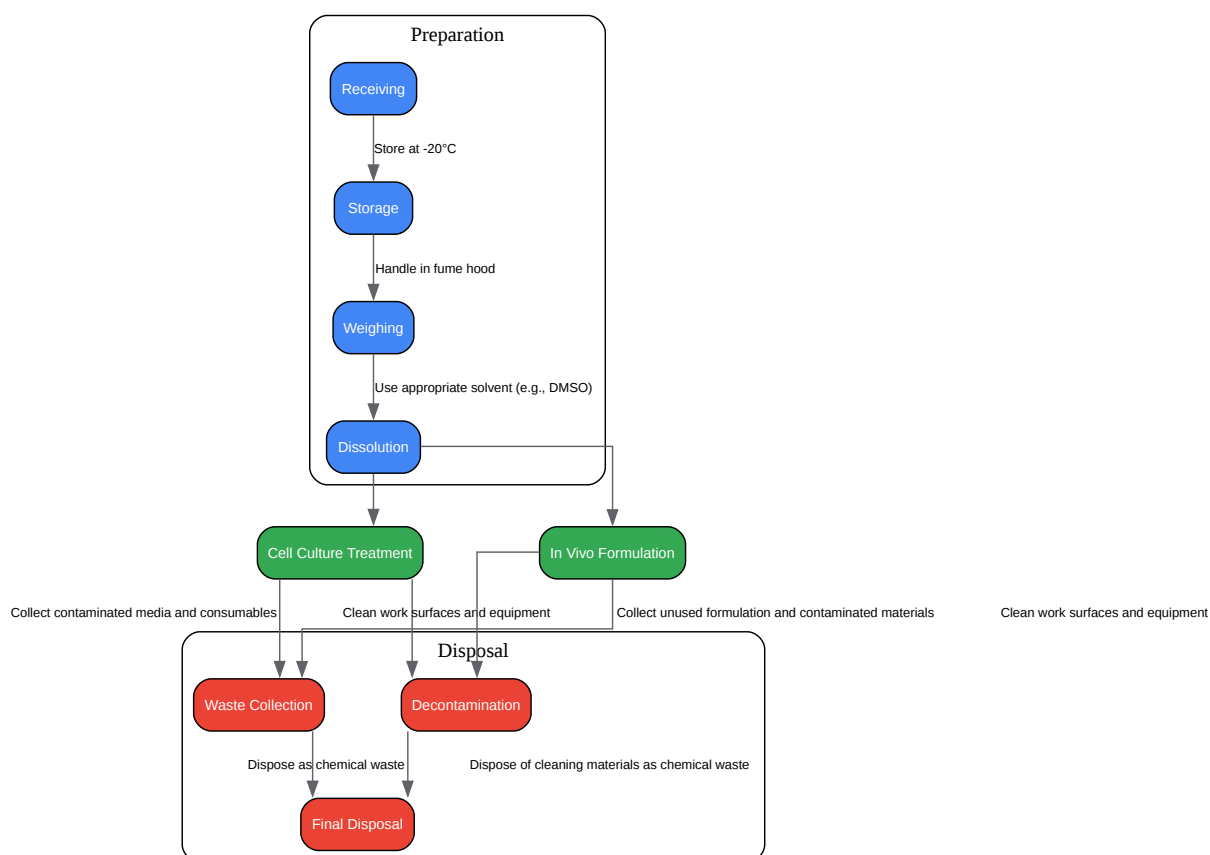 Preparation
Receiving
Store at -20°C
Storage
Handle in fume hood
Weighing
Use appropriate solvent (e.g., DMSO)
Dissolution
Cell Culture Treatment
In Vivo Formulation
Collect contaminated media and consumables
Clean work surfaces and equipment
Collect unused formulation and contaminated materials
Clean work surfaces and equipment
Disposal
Waste Collection
Decontamination
Dispose as chemical waste
Dispose of cleaning materials as chemical waste
Final Disposal